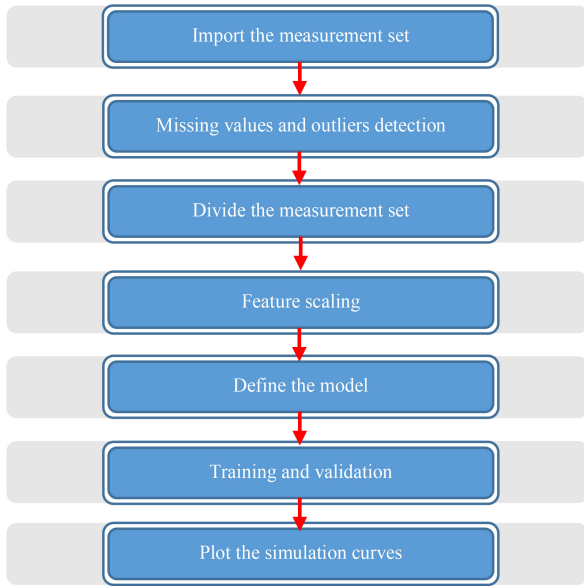 Import the measurement set
Missing values and outliers detection
Divide the measurement set
Feature scaling
Define the model
Training and validation
Plot the simulation curves